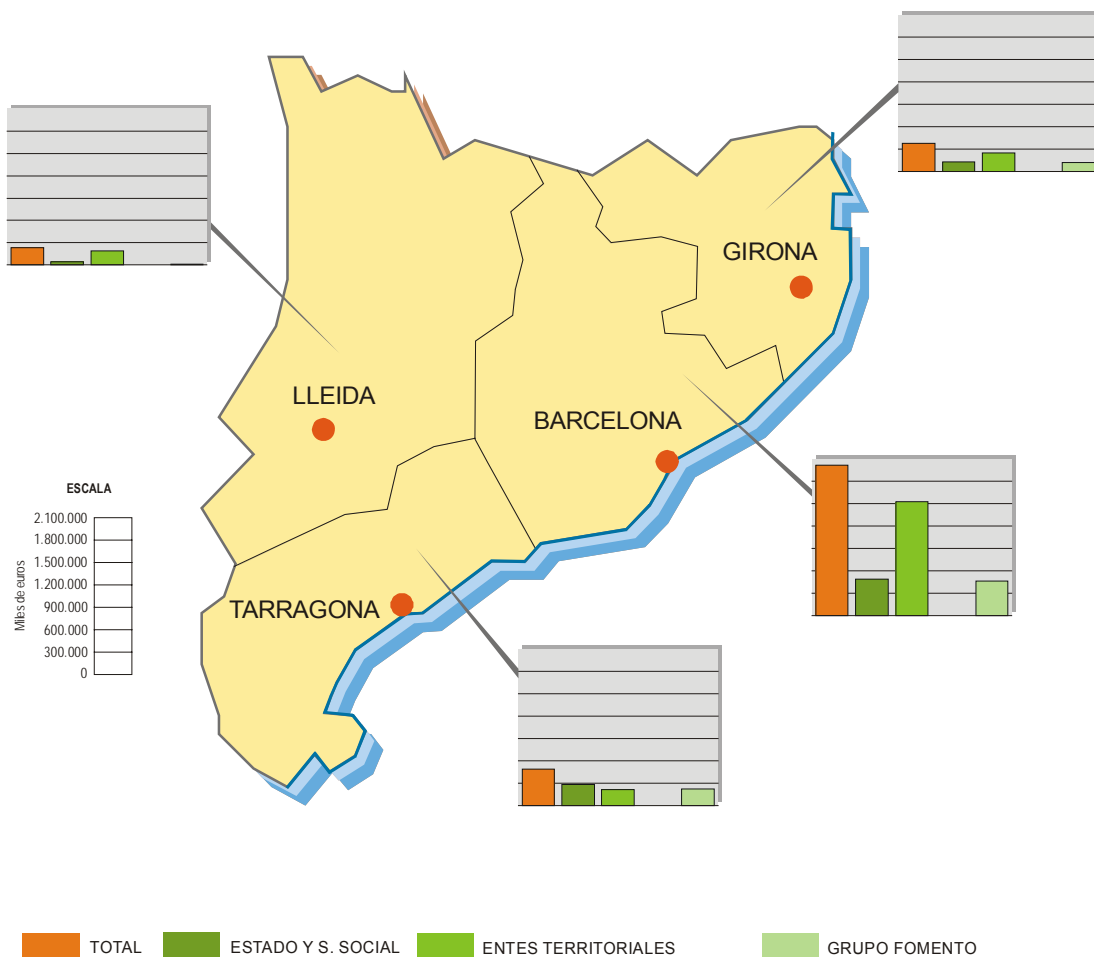 GIRONA
LLEIDA
BARCELONA
TARRAGONA
ESCALA
Miles de euros
2.100.000
1.800.000
1.500.000
1.200.000
900.000
600.000
300.000
0
TOTAL
ESTADO Y S. SOCIAL
ENTES TERRITORIALES
GRUPO FOMENTO